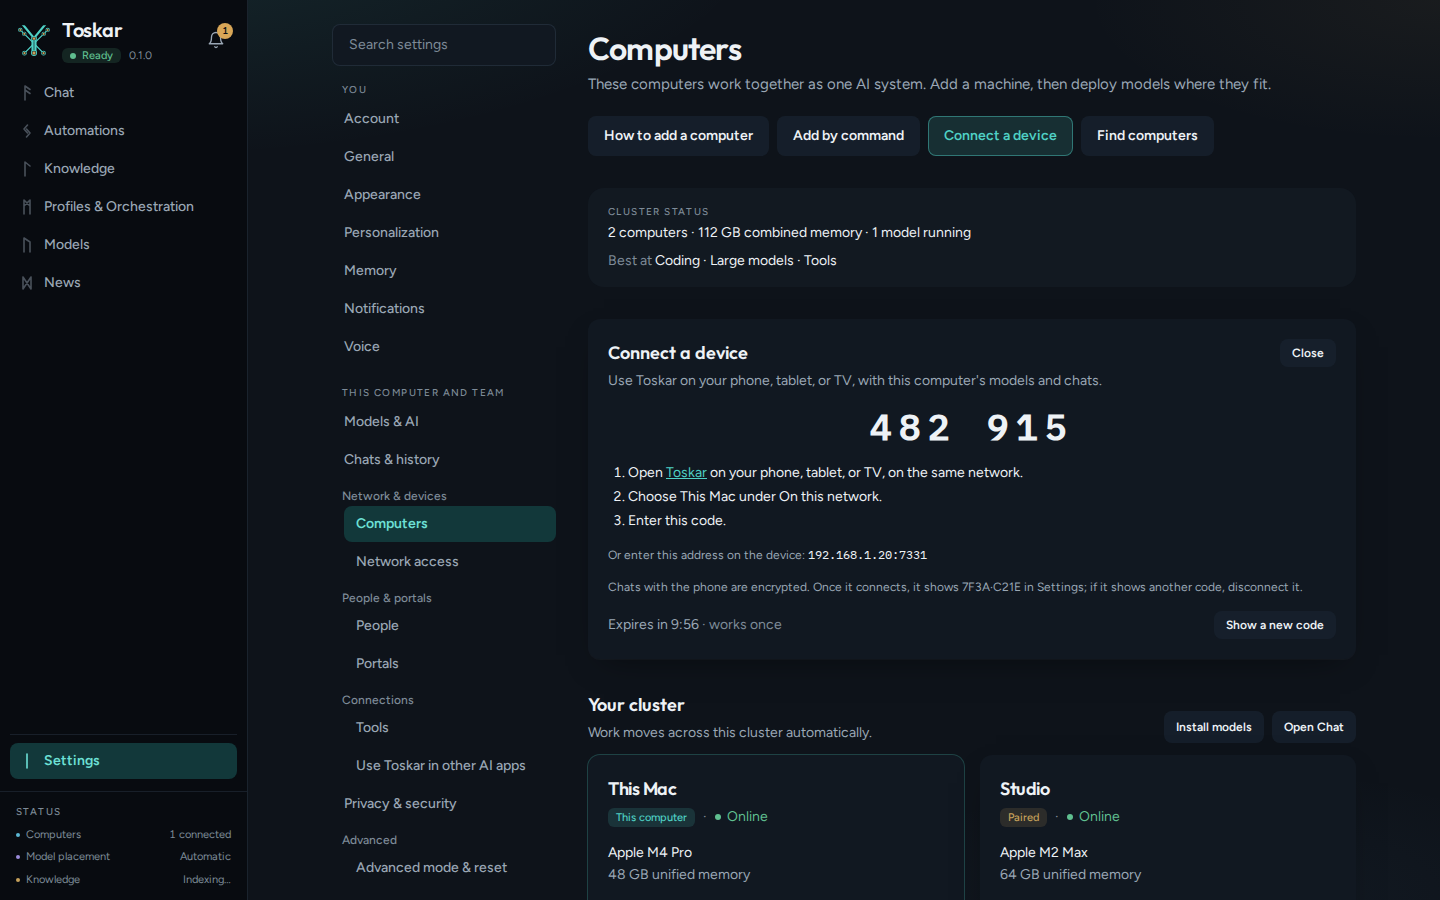 Toskar
Ready 0.1.0
1
Chat
Automations
Knowledge
Profiles & Orchestration
Models
News
Settings
STATUS
Computers 1 connected
Model placement Automatic
Knowledge Indexing...
Search settings
YOU
Account
General
Appearance
Personalization
Memory
Notifications
Voice
THIS COMPUTER AND TEAM
Models & AI
Chats & history
Network & devices
Computers
Network access
People & portals
People
Portals
Connections
Tools
Use Toskar in other AI apps
Privacy & security
Advanced
Advanced mode & reset
Computers
These computers work together as one AI system. Add a machine, then deploy models where they fit.
How to add a computer Add by command Connect a device Find computers
CLUSTER STATUS
2 computers · 112 GB combined memory · 1 model running
Best at Coding · Large models · Tools
Connect a device Close
Use Toskar on your phone, tablet, or TV, with this computer's models and chats.
482 915
1. Open Toskar on your phone, tablet, or TV, on the same network.
2. Choose This Mac under On this network.
3. Enter this code.
Or enter this address on the device: 192.168.1.20:7331
Chats with the phone are encrypted. Once it connects, it shows 7F3A-C21E in Settings; if it shows another code, disconnect it.
Expires in 9:56 · works once Show a new code
Your cluster
Work moves across this cluster automatically. Install models Open Chat
This Mac
This computer · Online
Apple M4 Pro
48 GB unified memory
Studio
Paired · Online
Apple M2 Max
64 GB unified memory